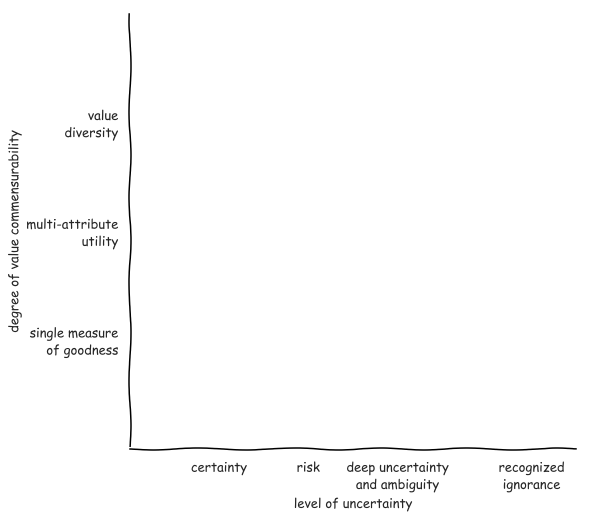 value
diversity
multi-attribute
utility
single measure
of goodness
degree of value commensurability
certainty
risk
deep uncertainty
and ambiguity
recognized
ignorance
level of uncertainty